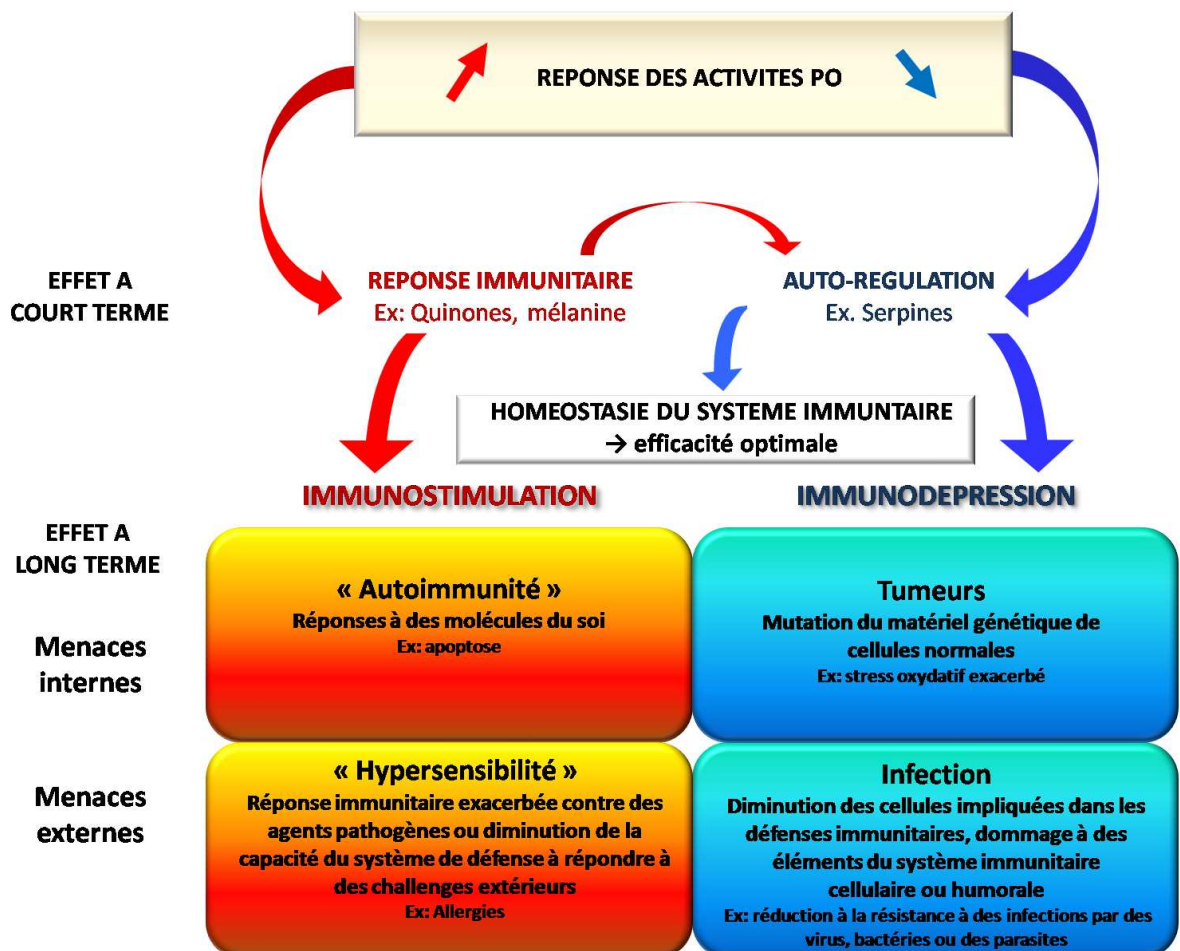 REPONSE DES ACTIVITES PO
EFFET A
COURT TERME
REPONSE IMMUNITAIRE
Ex: Quinones, mélanine
AUTO-REGULATION
Ex. Serpines
HOMEOSTASIE DU SYSTEME IMMUNTAIRE
→ efficacité optimale
IMMUNOSTIMULATION
IMMUNODEPRESSION
EFFET A
LONG TERME
Menaces
internes
« Autoimmunité »
Réponses à des molécules du soi
Ex: apoptose
Tumeurs
Mutation du matériel génétique de
cellules normales
Ex: stress oxydatif exacerbé
Menaces
externes
« Hypersensibilité »
Réponse immunitaire exacerbée contre des
agents pathogènes ou diminution de la
capacité du système de défense à répondre à
des challenges extérieurs
Ex: Allergies
Infection
Diminution des cellules impliquées dans les
défenses immunitaires, dommage à des
éléments du système immunitaire
cellulaire ou humorale
Ex: réduction à la résistance à des infections par des
virus, bactéries ou des parasites